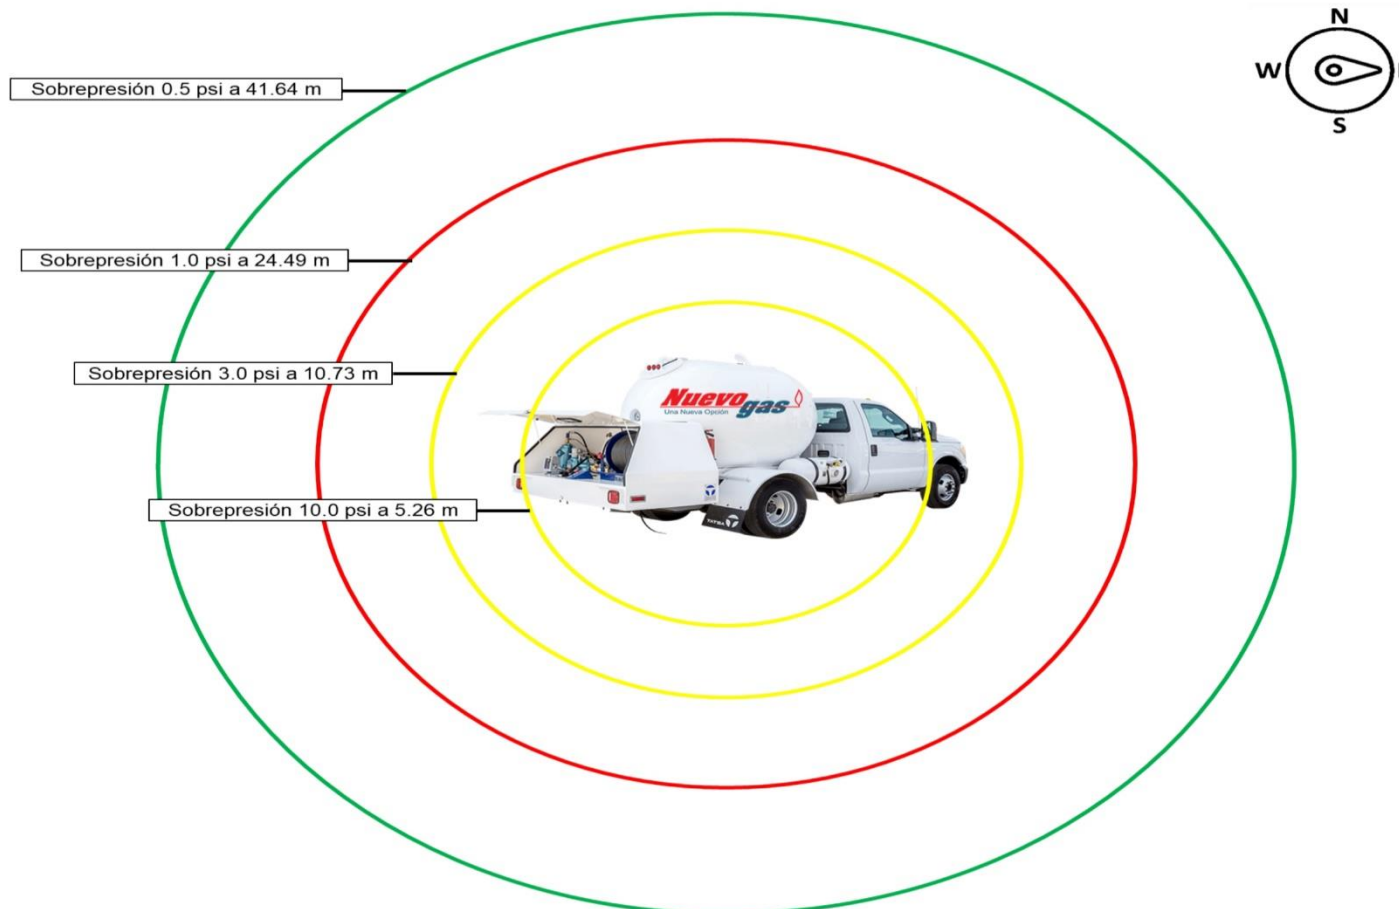 N
W
S
Sobrepresión 0.5 psi a 41.64 m
Sobrepresión 1.0 psi a 24.49 m
Sobrepresión 3.0 psi a 10.73 m
Nuevo
gas
Una Nueva Opción
Sobrepresión 10.0 psi a 5.26 m
TATSA